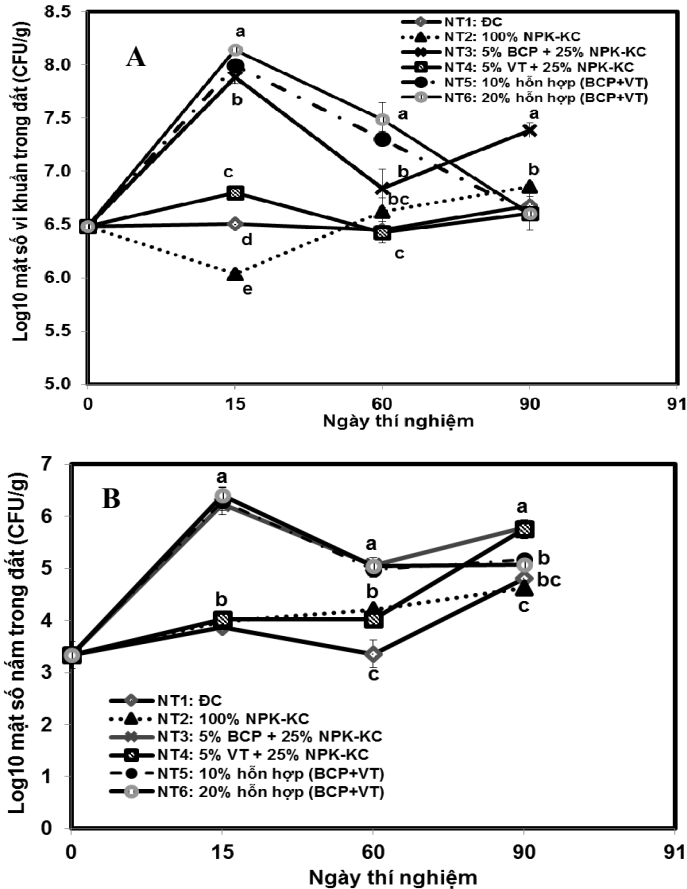 A
Log10 mật số vi khuẩn trong đất (CFU/g)
8.5
8.0
7.5
7.0
6.5
6.0
5.5
5.0
NT1: ĐC
NT2: 100% NPK-KC
NT3: 5% BCP + 25% NPK-KC
NT4: 5% VT + 25% NPK-KC
NT5: 10% hỗn hợp (BCP+VT)
NT6: 20% hỗn hợp (BCP+VT)
a
b
c
d
e
a
b
bc
c
a
b
0 15 60 90 91
Ngày thí nghiệm
B
Log10 mật số nấm trong đất (CFU/g)
7
6
5
4
3
2
1
0
a
b
a
b
c
a
b
bc
c
NT1: ĐC
NT2: 100% NPK-KC
NT3: 5% BCP + 25% NPK-KC
NT4: 5% VT + 25% NPK-KC
NT5: 10% hỗn hợp (BCP+VT)
NT6: 20% hỗn hợp (BCP+VT)
0 15 60 90 91
Ngày thí nghiệm